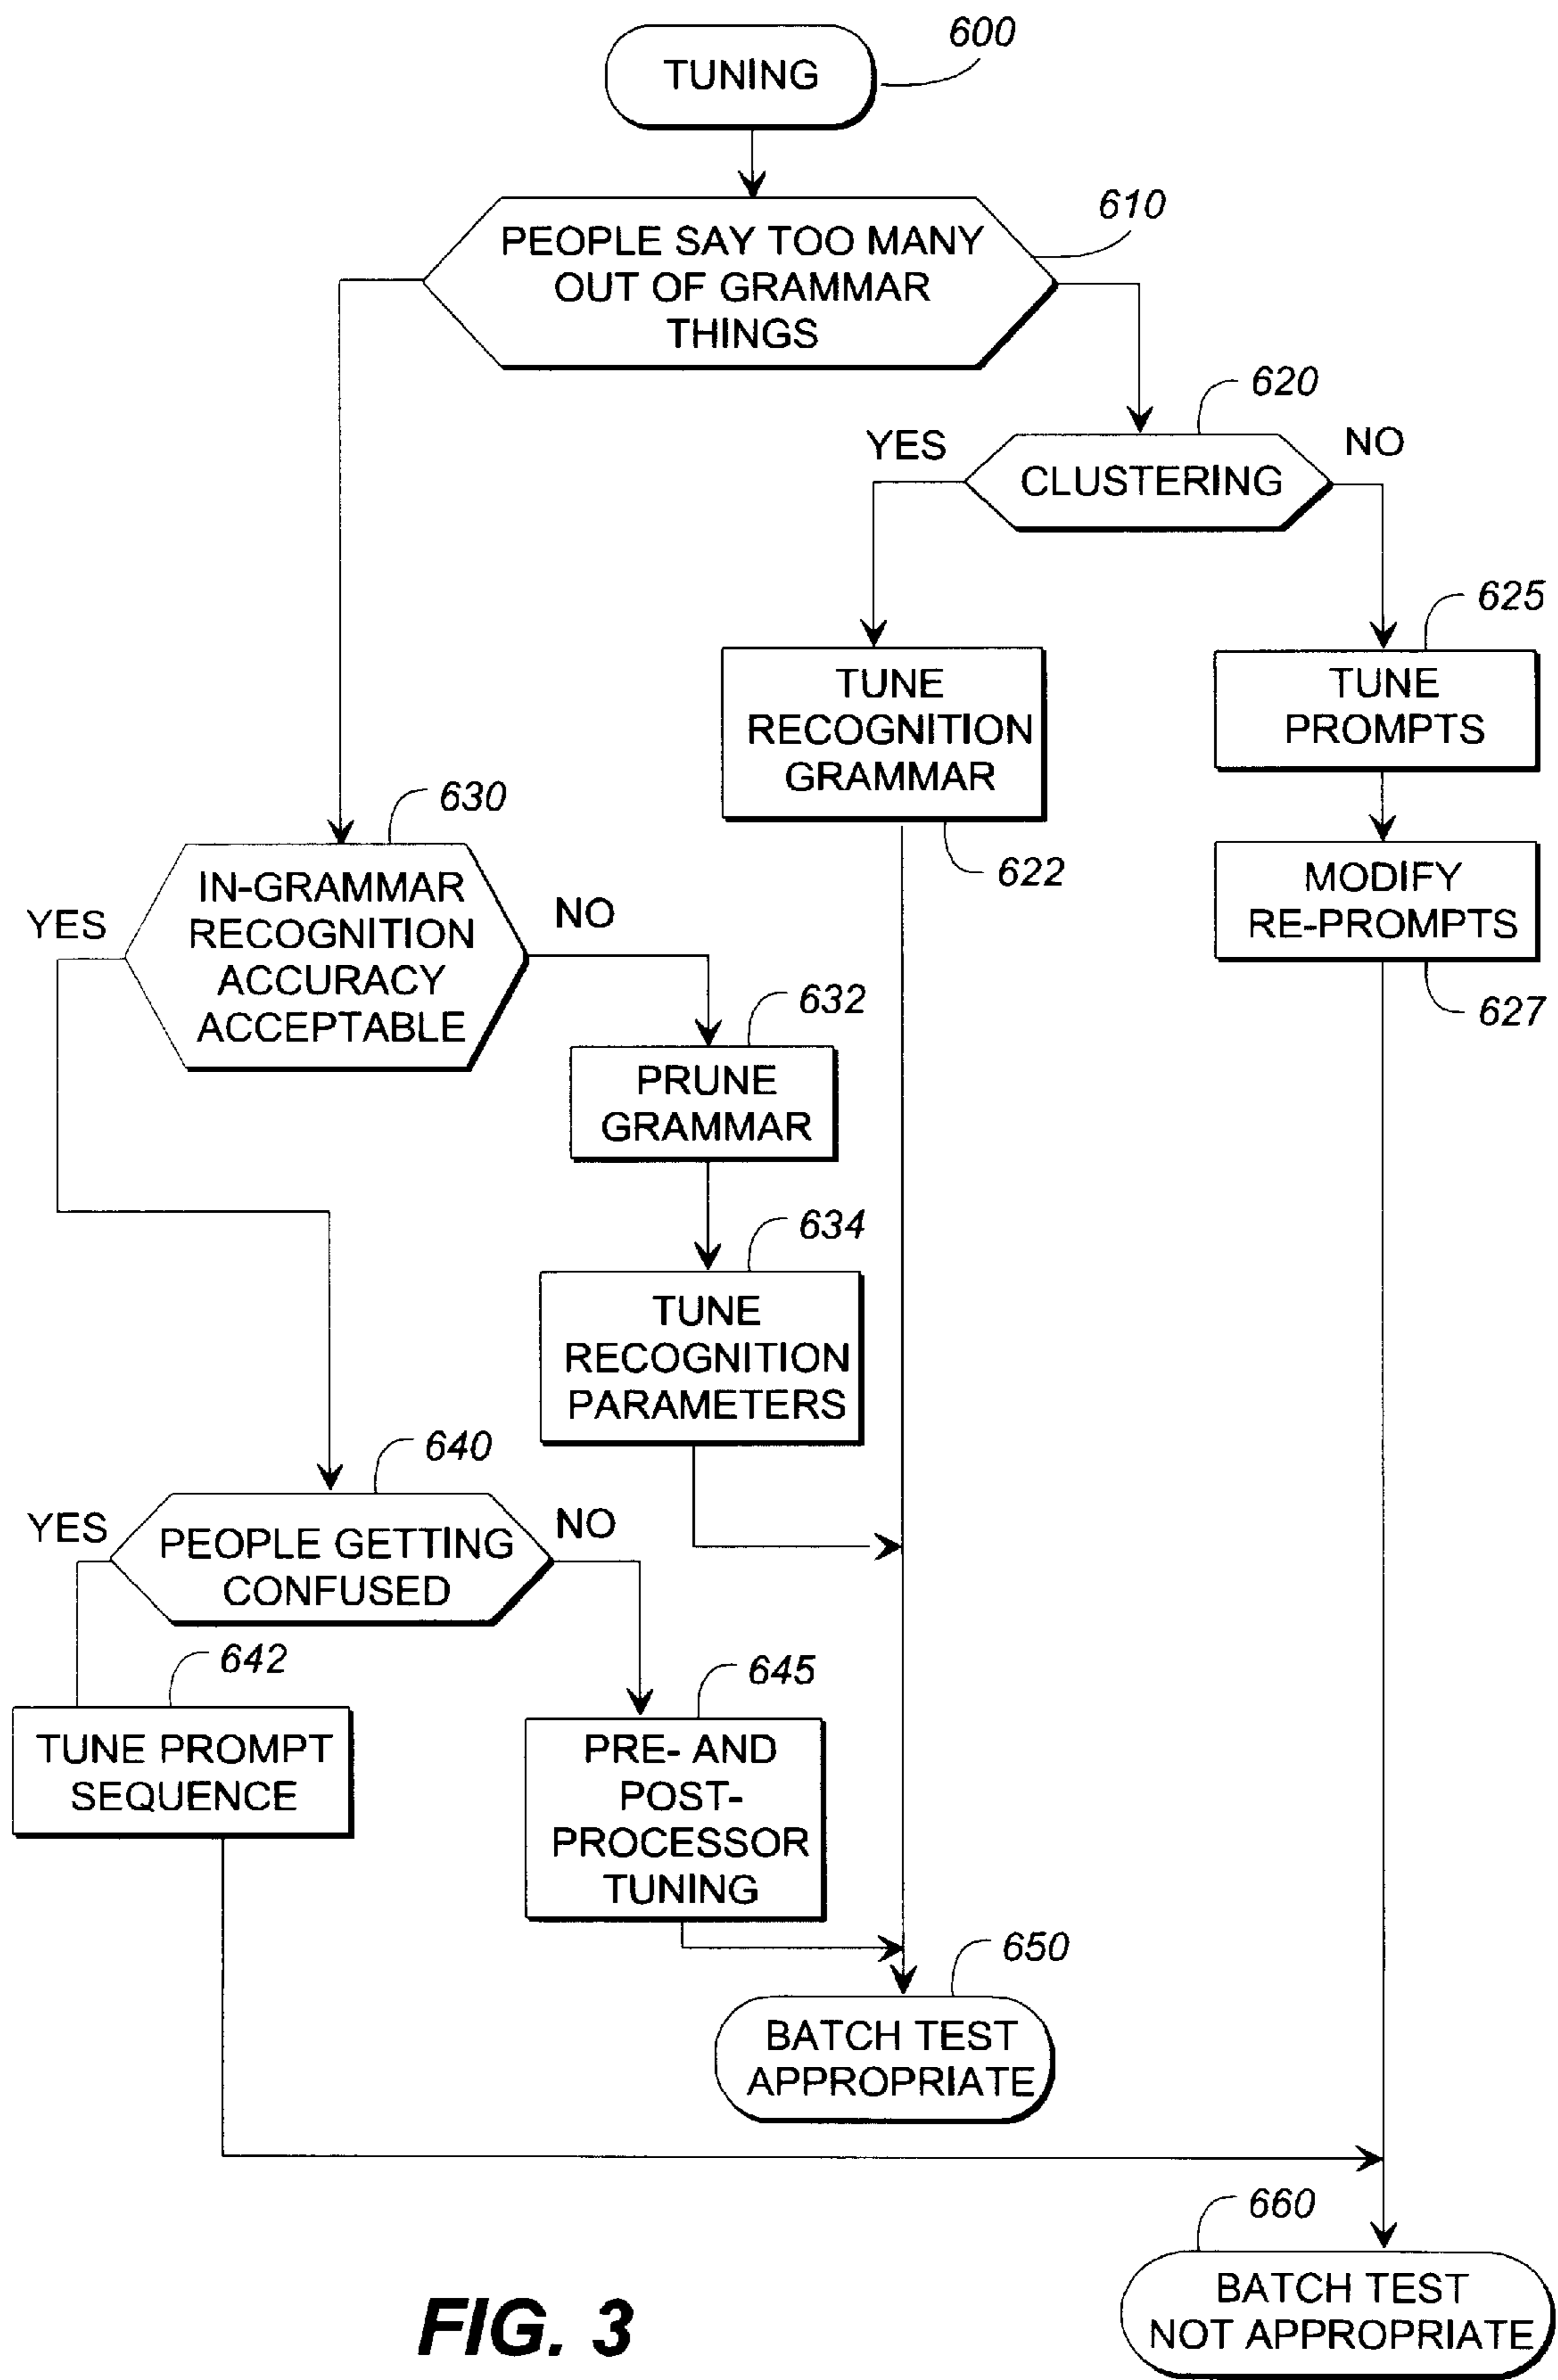 600
TUNING
610
PEOPLE SAY TOO MANY
OUT OF GRAMMAR
THINGS
620
YES
NO
CLUSTERING
625
TUNE
RECOGNITION
GRAMMAR
TUNE
PROMPTS
630
622
MODIFY
RE-PROMPTS
627
YES
IN-GRAMMAR
RECOGNITION
ACCURACY
ACCEPTABLE
NO
632
PRUNE
GRAMMAR
634
TUNE
RECOGNITION
PARAMETERS
640
YES
PEOPLE GETTING
CONFUSED
NO
642
645
TUNE PROMPT
SEQUENCE
PRE- AND
POST-
PROCESSOR
TUNING
650
BATCH TEST
APPROPRIATE
660
BATCH TEST
NOT APPROPRIATE
FIG. 3